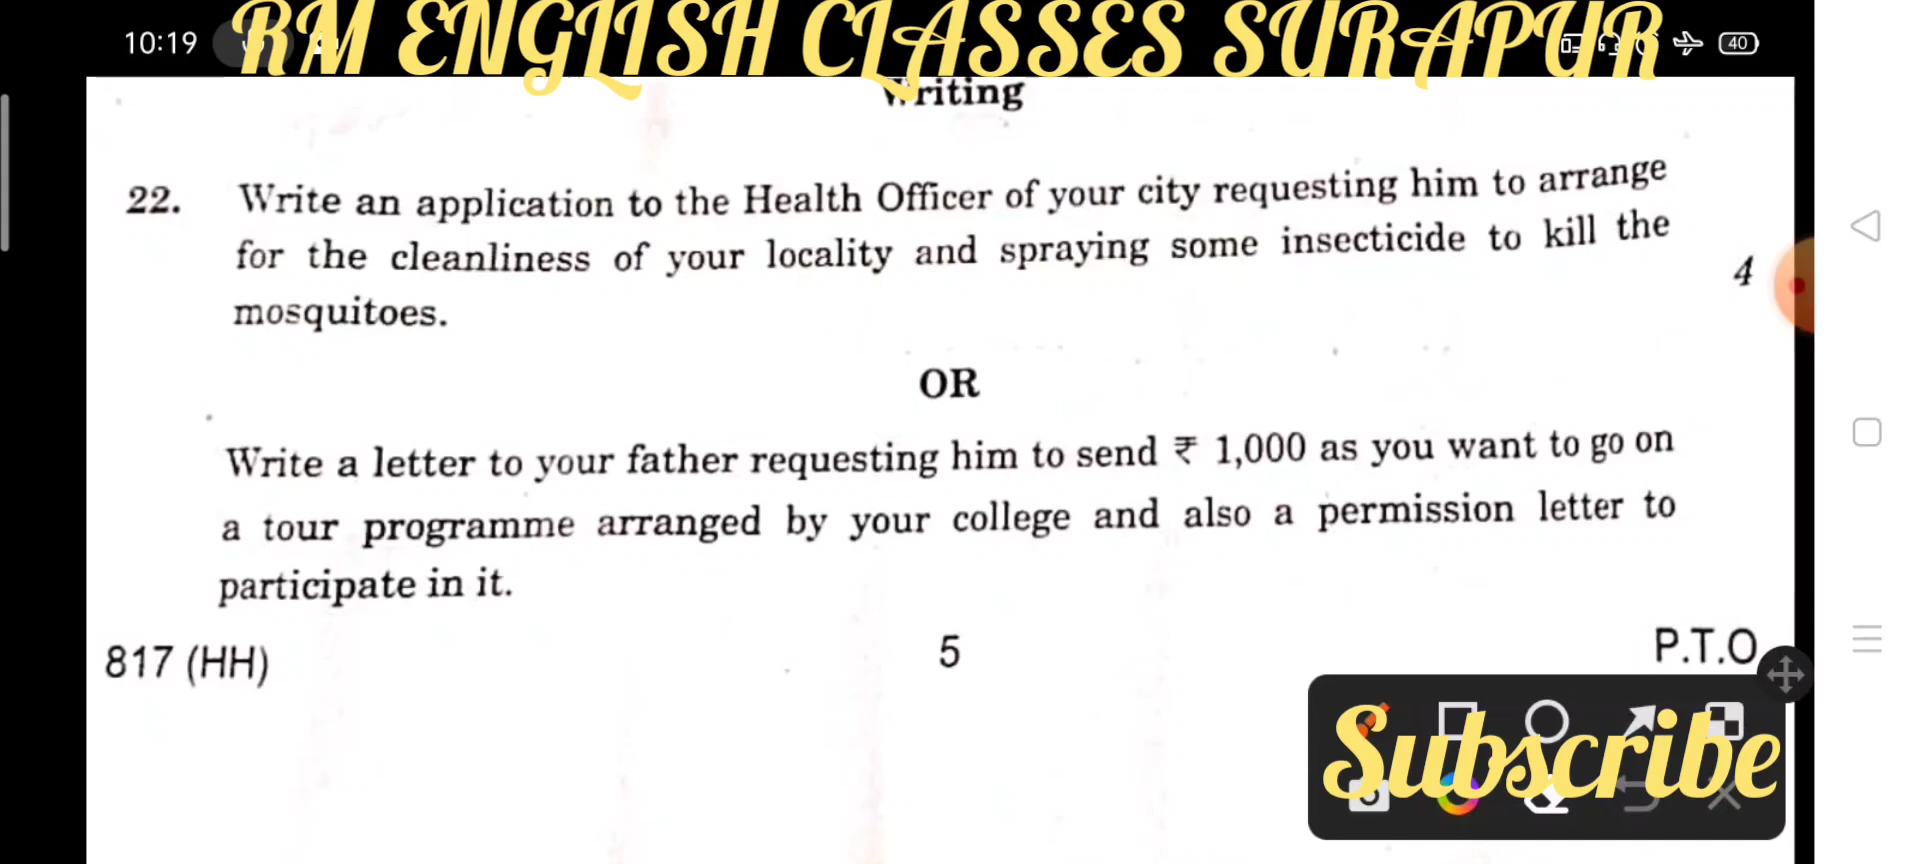 10:19
RM ENGLISH CLASSES SURAPUR
40
Writing
22. Write an application to the Health Officer of your city requesting him to arrange
for the cleanliness of your locality and spraying some insecticide to kill the
mosquitoes.
4
OR
Write a letter to your father requesting him to send ₹ 1,000 as you want to go on
a tour programme arranged by your college and also a permission letter to
participate in it.
817 (HH)
5
P.T.O
Subscribe